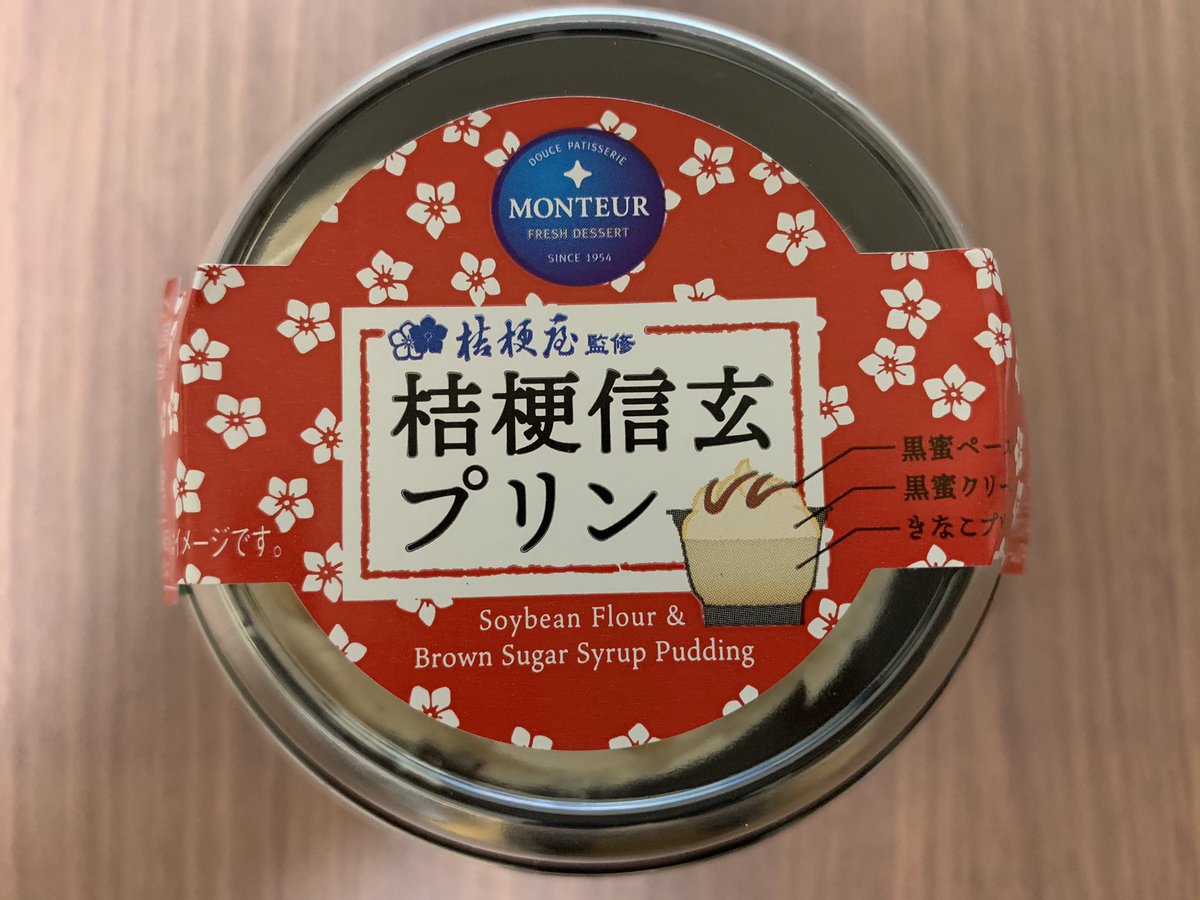 DOUCE PATISSERIE
MONTEUR
FRESH DESSERT
SINCE 1954
桔梗屋監修
桔梗信玄
プリン
黒蜜ペース
黒蜜クリー
きなこプ
イメージです。
Soybean Flour &
Brown Sugar Syrup Pudding